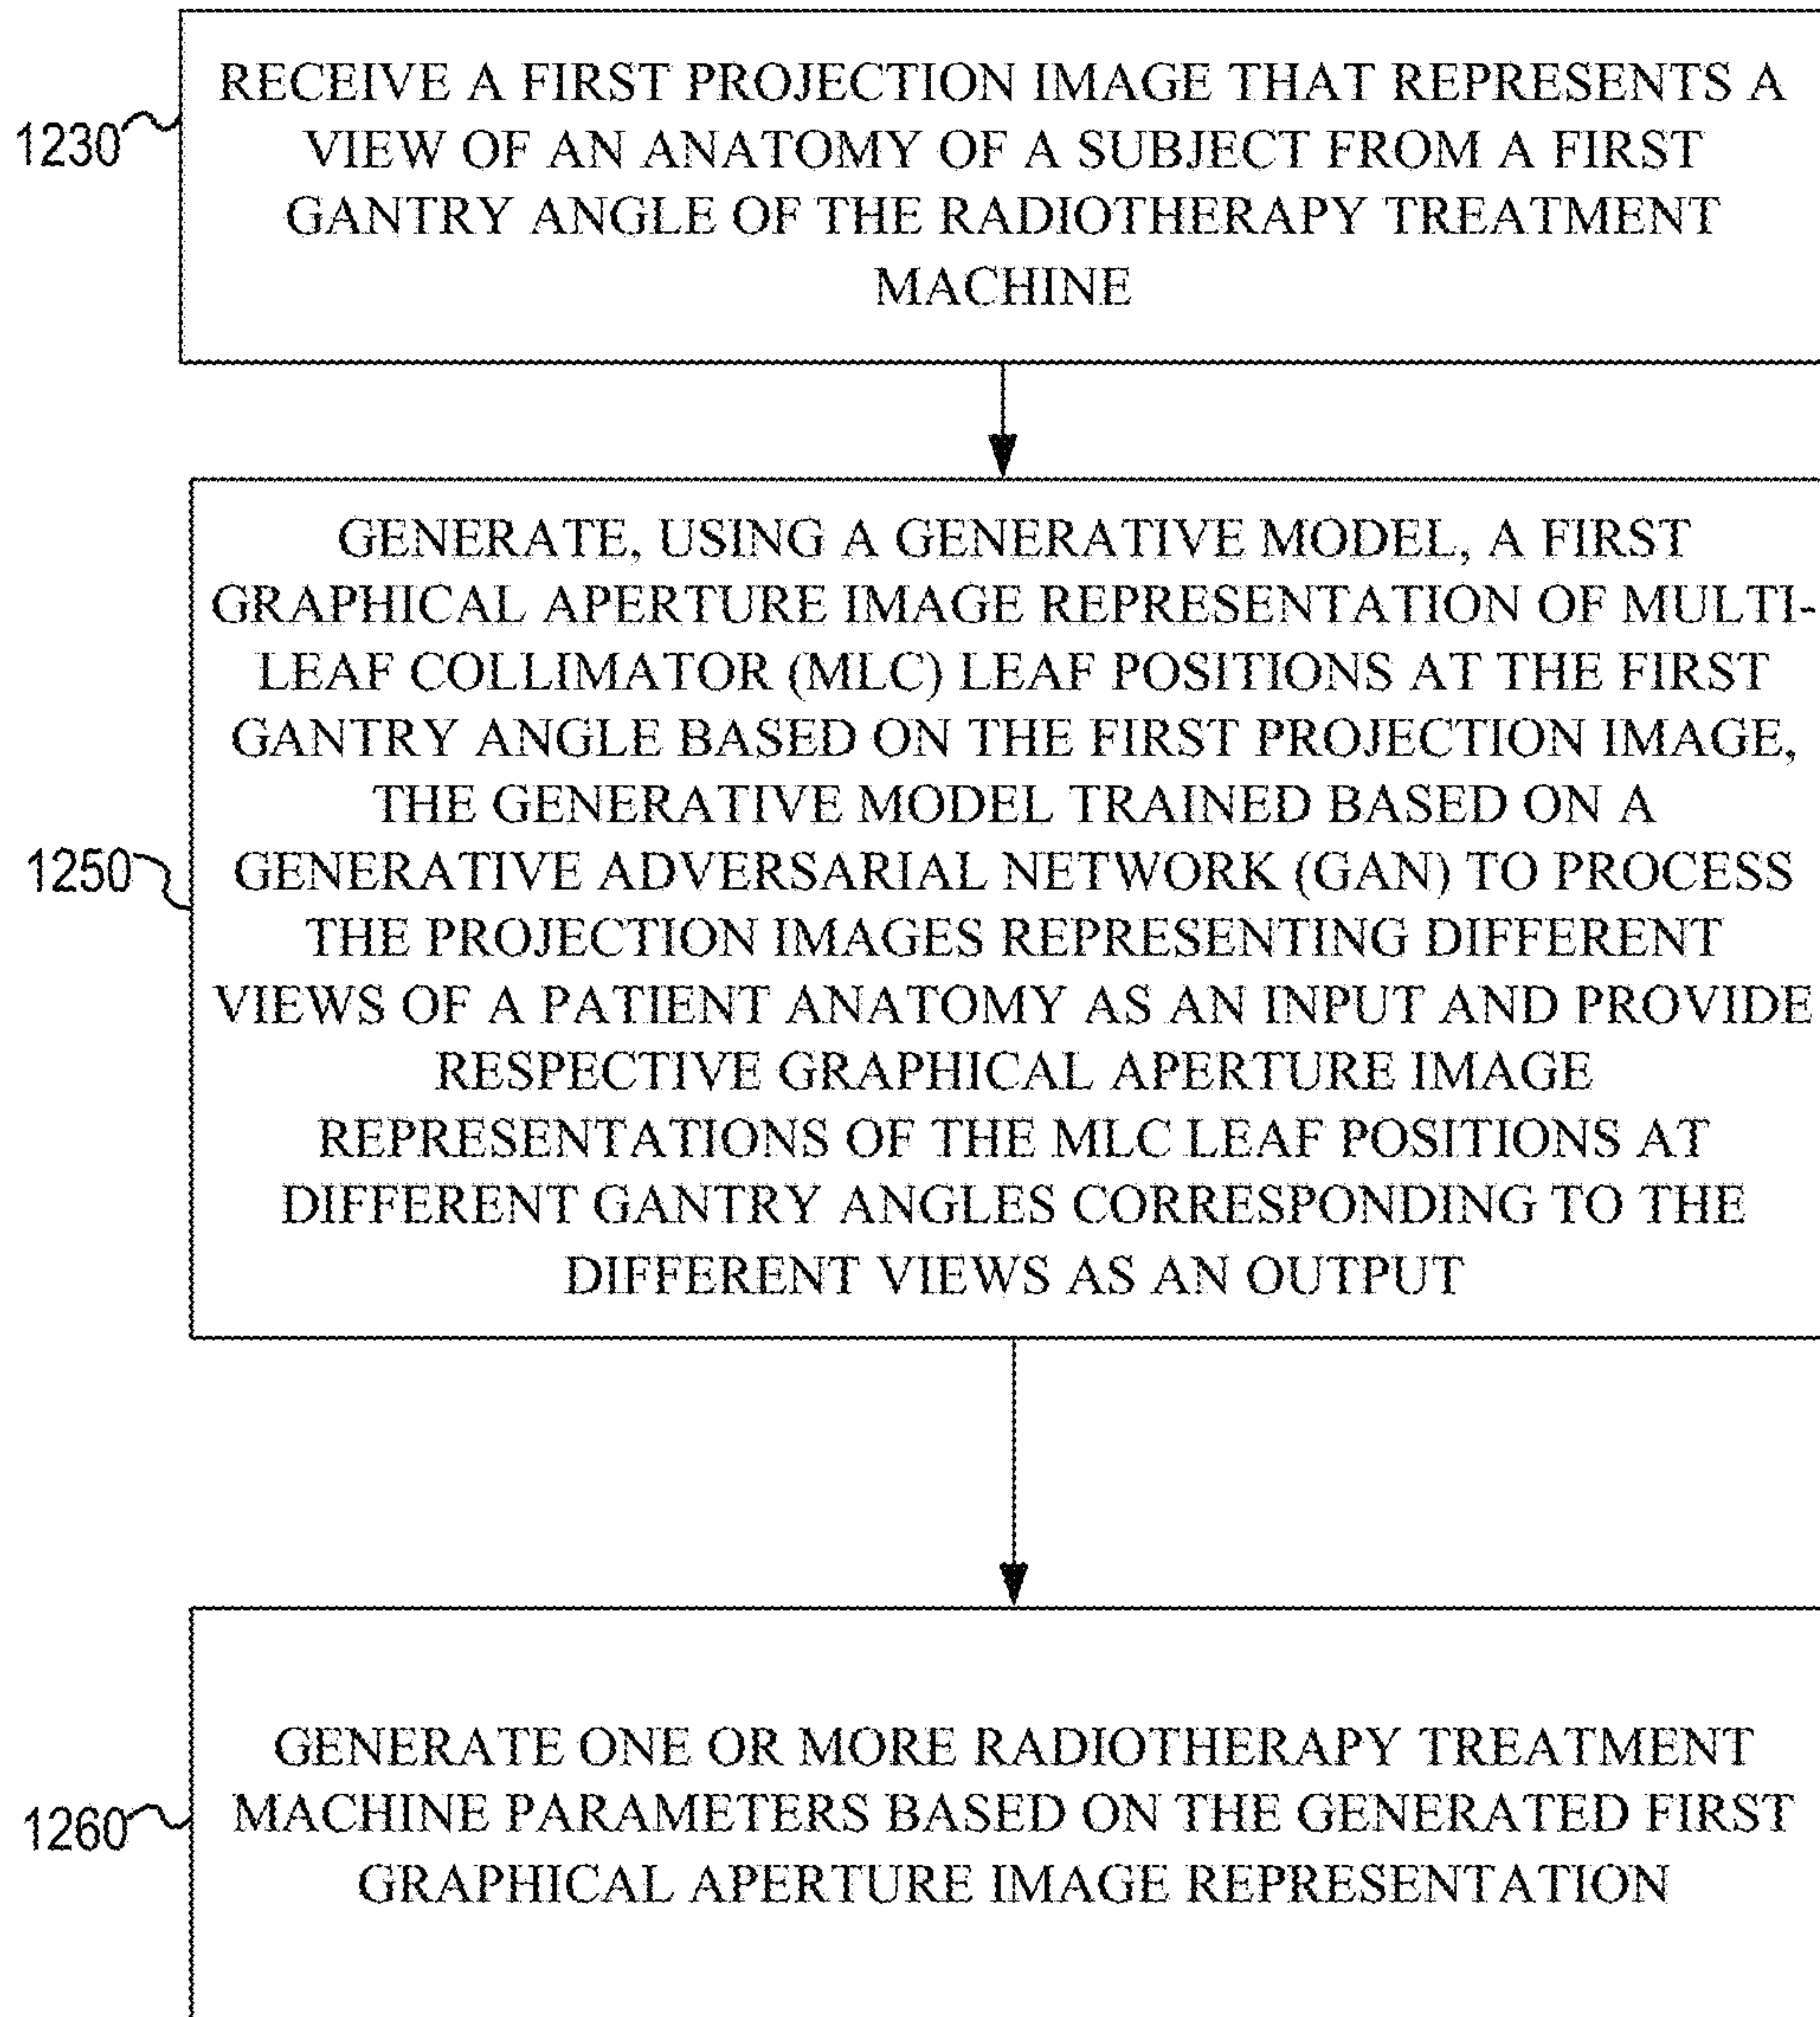 RECEIVE A FIRST PROJECTION IMAGE THAT REPRESENTS A
VIEW OF AN ANATOMY OF A SUBJECT FROM A FIRST
GANTRY ANGLE OF THE RADIOTHERAPY TREATMENT
MACHINE
1230
GENERATE, USING A GENERATIVE MODEL, A FIRST
GRAPHICAL APERTURE IMAGE REPRESENTATION OF MULTI-
LEAF COLLIMATOR (MLC) LEAF POSITIONS AT THE FIRST
GANTRY ANGLE BASED ON THE FIRST PROJECTION IMAGE,
THE GENERATIVE MODEL TRAINED BASED ON A
GENERATIVE ADVERSARIAL NETWORK (GAN) TO PROCESS
THE PROJECTION IMAGES REPRESENTING DIFFERENT
VIEWS OF A PATIENT ANATOMY AS AN INPUT AND PROVIDE
RESPECTIVE GRAPHICAL APERTURE IMAGE
REPRESENTATIONS OF THE MLC LEAF POSITIONS AT
DIFFERENT GANTRY ANGLES CORRESPONDING TO THE
DIFFERENT VIEWS AS AN OUTPUT
1250
GENERATE ONE OR MORE RADIOTHERAPY TREATMENT
MACHINE PARAMETERS BASED ON THE GENERATED FIRST
GRAPHICAL APERTURE IMAGE REPRESENTATION
1260